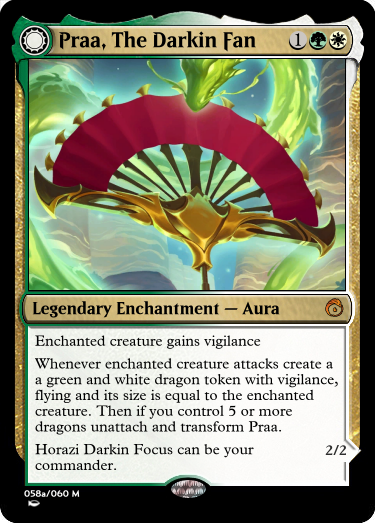 Praa, The Darkin Fan 1
Legendary Enchantment — Aura
Enchanted creature gains vigilance
Whenever enchanted creature attacks create a
a green and white dragon token with vigilance,
flying and its size is equal to the enchanted
creature. Then if you control 5 or more
dragons unattach and transform Praa.
Horazi Darkin Focus can be your
commander.
2/2
058a/060 M